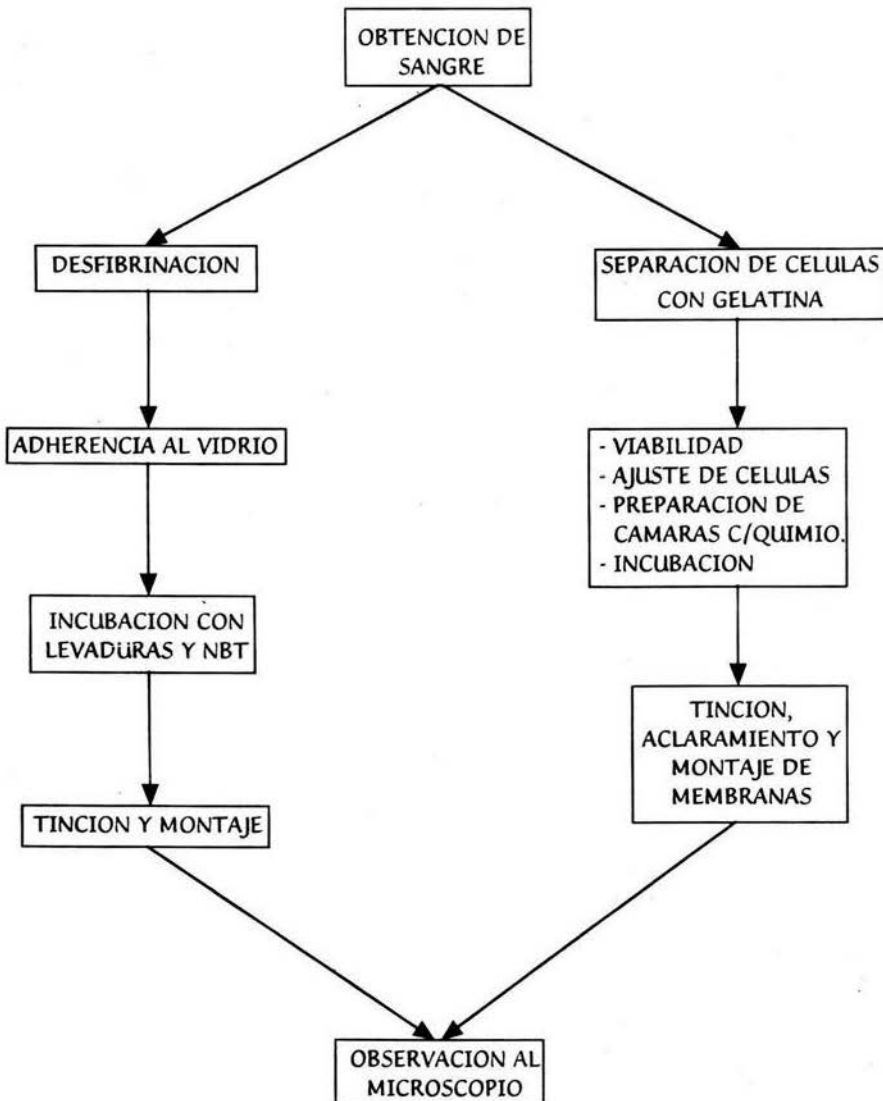 OBTENCION DE
SANGRE
DESFIBRINACION
SEPARACION DE CELULAS
CON GELATINA
ADHERENCIA AL VIDRIO
- VIABILIDAD
- AJUSTE DE CELULAS
- PREPARACION DE
CAMARAS C/QUIMIO.
- INCUBACION
INCUBACION CON
LEVADURAS Y NBT
TINCION,
ACLARAMIENTO Y
MONTAJE DE
MEMBRANAS
TINCION Y MONTAJE
OBSERVACION AL
MICROSCOPIO